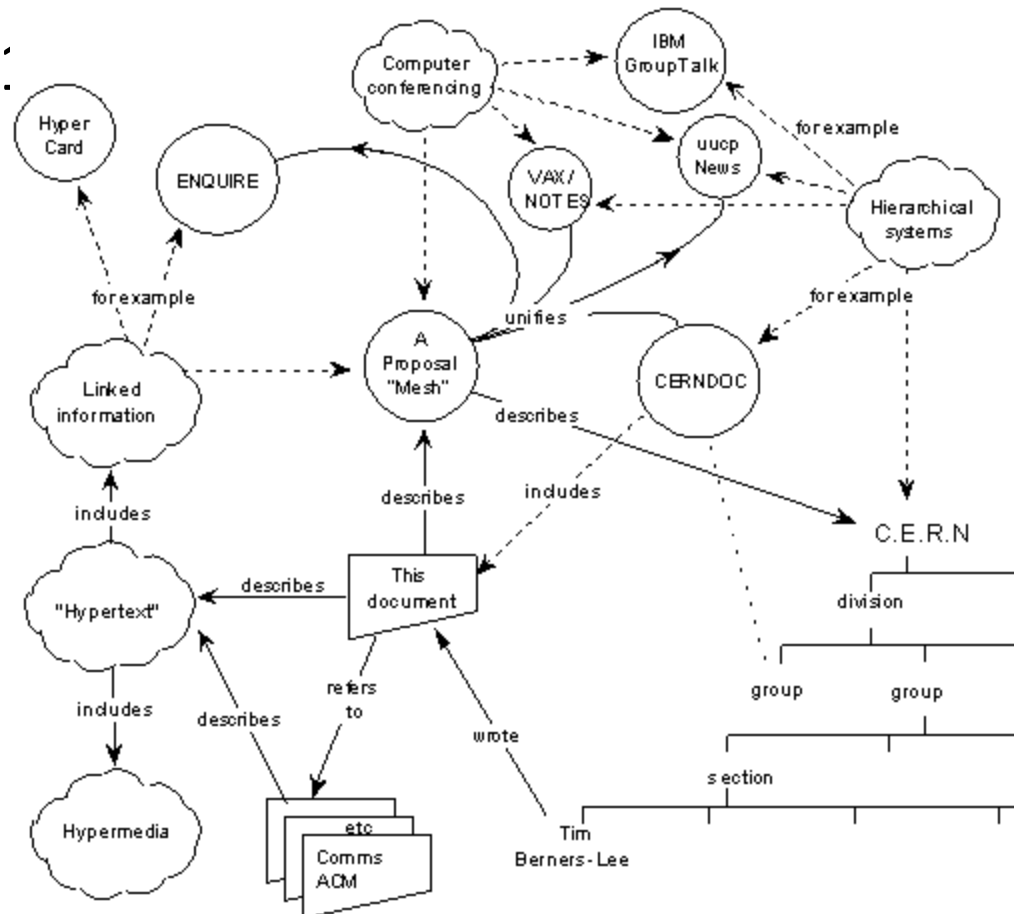 IBM
GroupTalk
Computer
conferencing
Hyper
Card
for example
uucp
News
ENQUIRE
VAX/
NOTES
Hierarchical
systems
for example
for example
unifies
A
Proposal
"Mesh"
CERNDOC
Linked
information
describes
includes
describes
includes
C.E.R.N
This
document
describes
"Hypertext"
division
refers
to
group
group
includes
describes
wrote
section
Hypermedia
etc
Comms
ACM
Tim
Berners-Lee